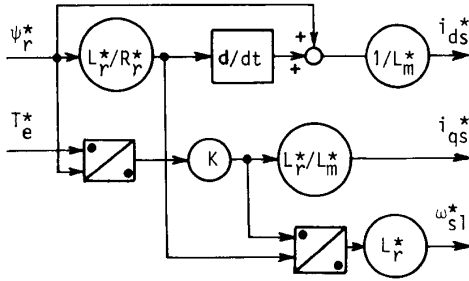 ψ*r
L*r/R*r
d/dt
+
+
1/L*m
i*ds
T*e
K
L*r/L*m
i*qs
L*r
ω*sl